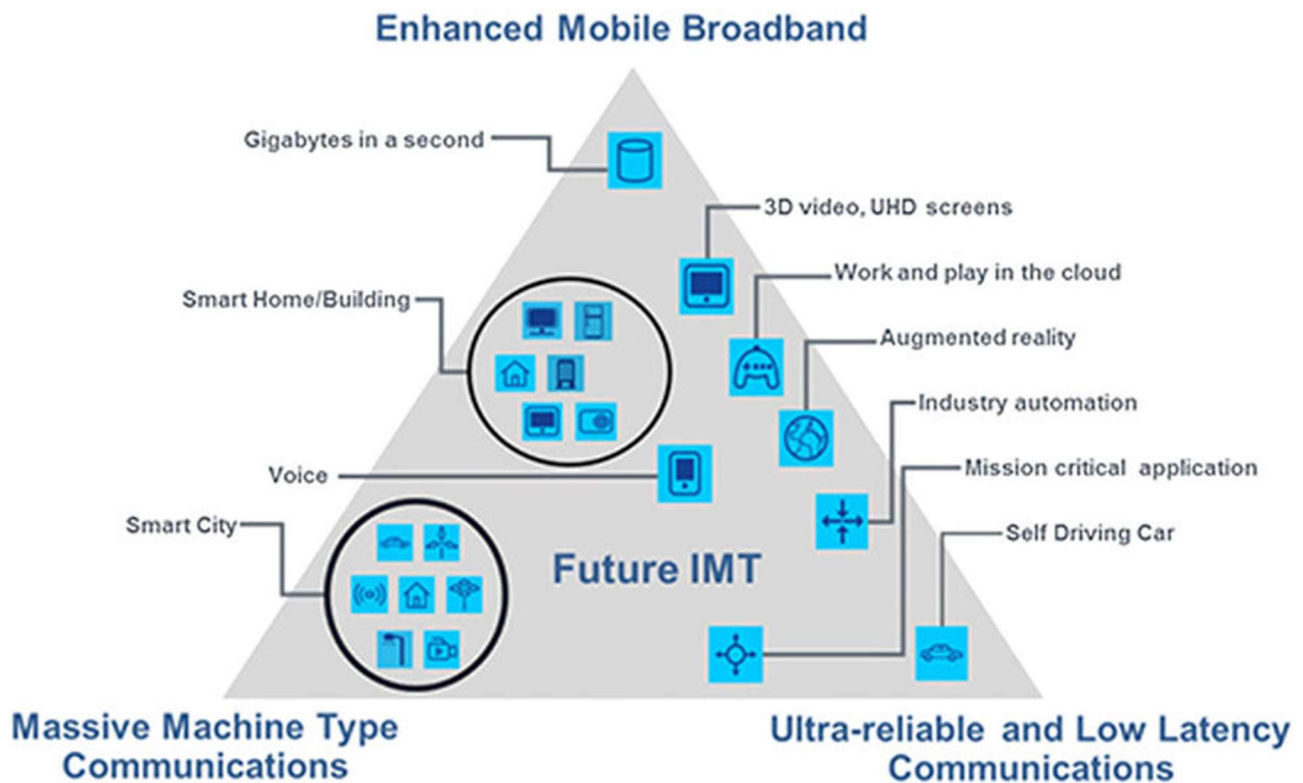 Enhanced Mobile Broadband
Gigabytes in a second
3D video, UHD screens
Work and play in the cloud
Smart Home/Building
Augmented reality
Industry automation
Mission critical application
Voice
Smart City
Self Driving Car
Future IMT
Massive Machine Type
Communications
Ultra-reliable and Low Latency
Communications